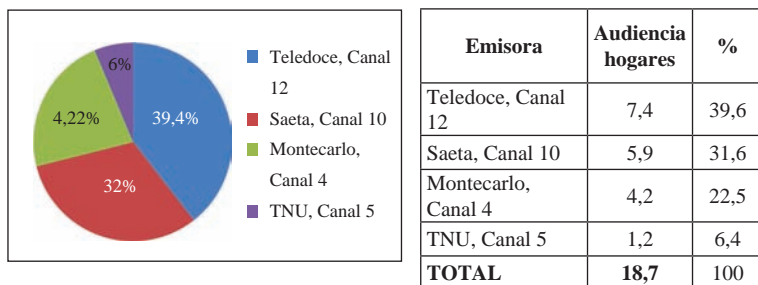 6%
39,4%
4,22%
32%
Teledoce, Canal
12
Saeta, Canal 10
Montecarlo,
Canal 4
TNU, Canal 5
Emisora Audiencia hogares %
Teledoce, Canal
12 7,4 39,6
Saeta, Canal 10 5,9 31,6
Montecarlo,
Canal 4 4,2 22,5
TNU, Canal 5 1,2 6,4
TOTAL 18,7 100